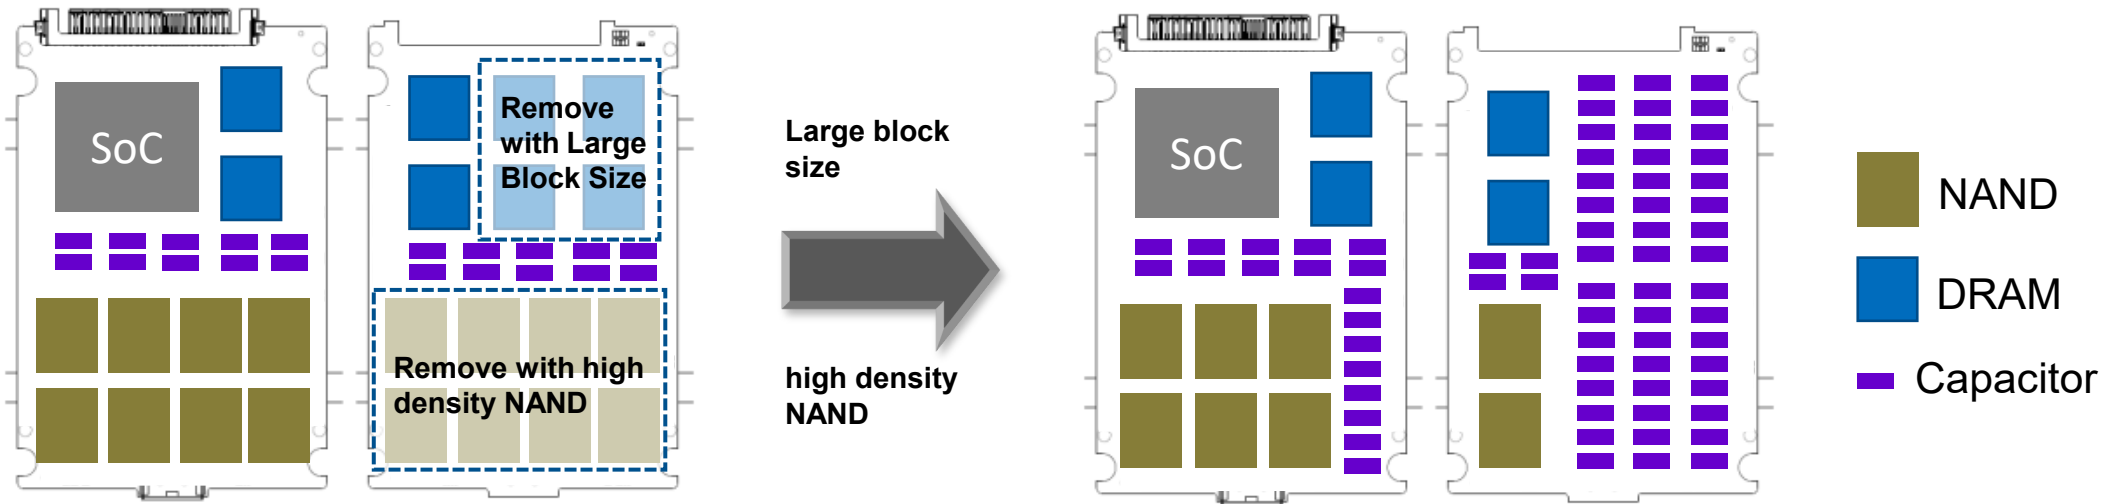 SoC
Remove
with Large
Block Size
Remove with high
density NAND
Large block
size
high density
NAND
SoC
NAND
DRAM
Capacitor